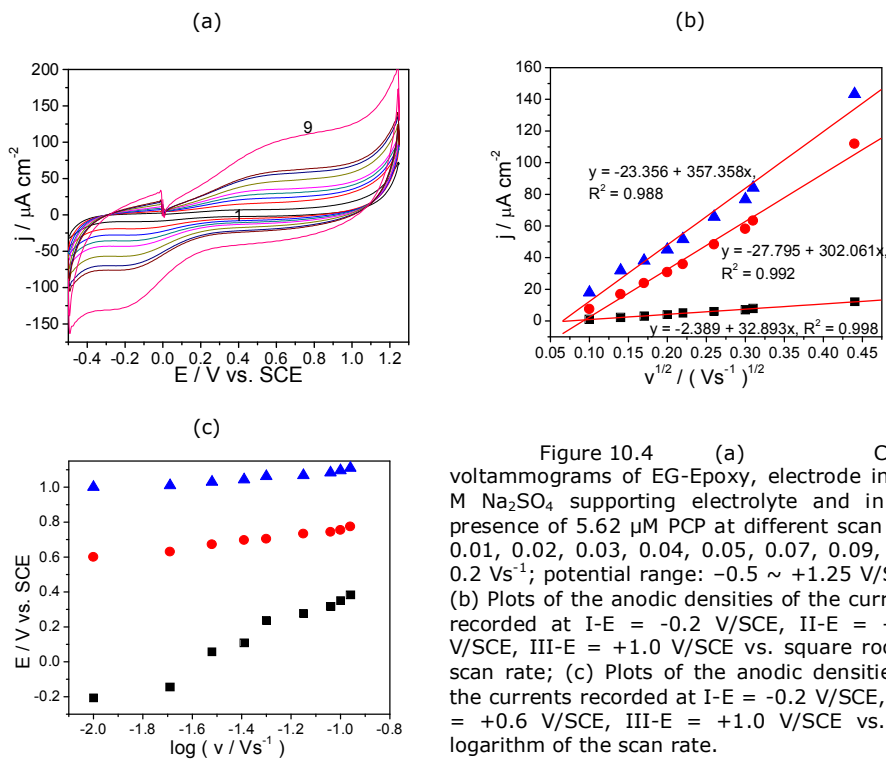 (a)
200
150
100
50
0
-50
-100
-150
j / µA cm-2
9
1
-0.4 -0.2 0.0 0.2 0.4 0.6 0.8 1.0 1.2
E / V vs. SCE
(b)
160
140
120
100
80
60
40
20
0
j / µA cm-2
y = -23.356 + 357.358x,
R2 = 0.988
y = -27.795 + 302.061x,
R2 = 0.992
y = -2.389 + 32.893x, R2 = 0.998
0.05 0.10 0.15 0.20 0.25 0.30 0.35 0.40 0.45
v1/2 / ( Vs-1 )1/2
(c)
1.0
0.8
0.6
0.4
0.2
0.0
-0.2
E / V vs. SCE
-2.0 -1.8 -1.6 -1.4 -1.2 -1.0 -0.8
log ( v / Vs-1 )
Figure 10.4 (a) C
voltammograms of EG-Epoxy, electrode in
M Na2SO4 supporting electrolyte and in
presence of 5.62 µM PCP at different scan
0.01, 0.02, 0.03, 0.04, 0.05, 0.07, 0.09,
0.2 Vs-1; potential range: –0.5 ~ +1.25 V/S
(b) Plots of the anodic densities of the curr
recorded at I-E = -0.2 V/SCE, II-E = -
V/SCE, III-E = +1.0 V/SCE vs. square roo
scan rate; (c) Plots of the anodic densitie
the currents recorded at I-E = -0.2 V/SCE,
= +0.6 V/SCE, III-E = +1.0 V/SCE vs.
logarithm of the scan rate.